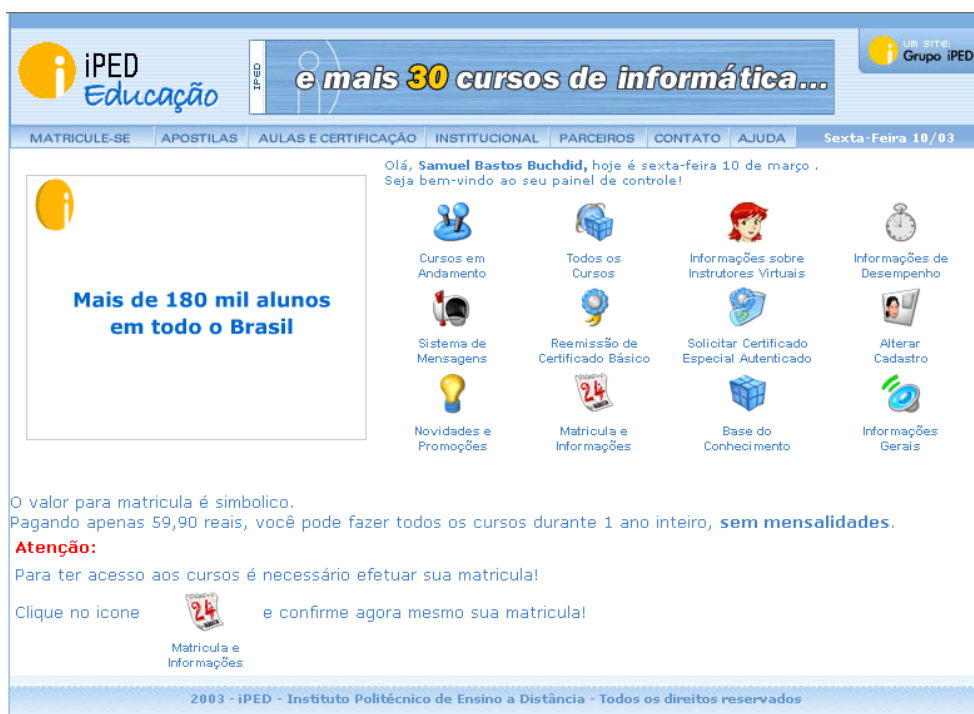 iPED
Educação
iPED
e mais 30 cursos de informática...
UM SITE:
Grupo iPED
MATRICULE-SE APOSTILAS AULAS E CERTIFICAÇÃO INSTITUCIONAL PARCEIROS CONTATO AJUDA Sexta-Feira 10/03
Olá, Samuel Bastos Buchdid, hoje é sexta-feira 10 de março .
Seja bem-vindo ao seu painel de controle!
Mais de 180 mil alunos
em todo o Brasil
Cursos em
Andamento
Todos os
Cursos
Informações sobre
Instrutores Virtuais
Informações de
Desempenho
Sistema de
Mensagens
Reemissão de
Certificado Básico
Solicitar Certificado
Especial Autenticado
Alterar
Cadastro
24
MARCH
Novidades e
Promoções
Matricula e
Informações
Base do
Conhecimento
Informações
Gerais
O valor para matricula é simbolico.
Pagando apenas 59,90 reais, você pode fazer todos os cursos durante 1 ano inteiro, sem mensalidades.
Atenção:
Para ter acesso aos cursos é necessário efetuar sua matricula!
Clique no icone
24
MARCH
e confirme agora mesmo sua matricula!
Matricula e
Informações
2003 - iPED - Instituto Politécnico de Ensino a Distância - Todos os direitos reservados